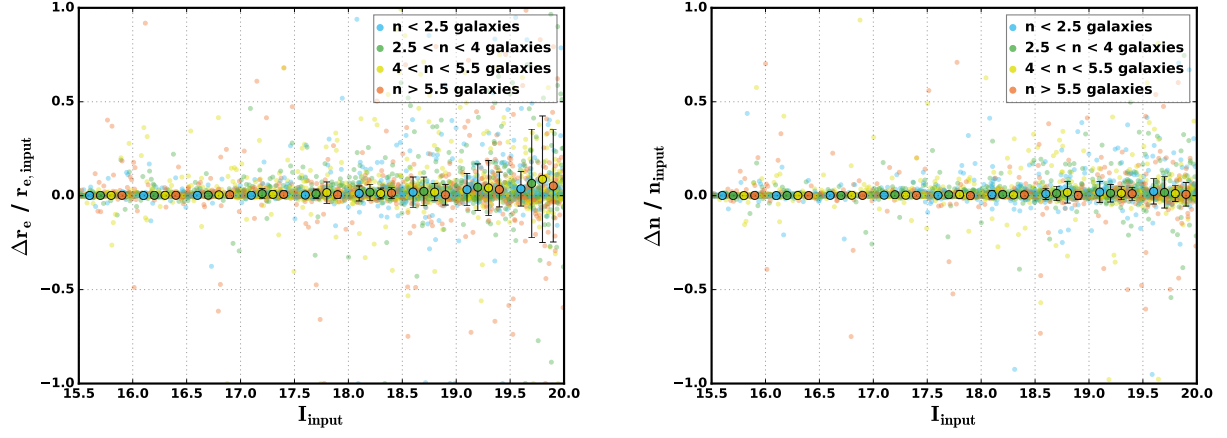 1.0
0.5
0.0
−0.5
−1.0
Δr_e / r_e,input
n < 2.5 galaxies
2.5 < n < 4 galaxies
4 < n < 5.5 galaxies
n > 5.5 galaxies
15.5 16.0 16.5 17.0 17.5 18.0 18.5 19.0 19.5 20.0
I_input
1.0
0.5
0.0
−0.5
−1.0
Δn / n_input
n < 2.5 galaxies
2.5 < n < 4 galaxies
4 < n < 5.5 galaxies
n > 5.5 galaxies
15.5 16.0 16.5 17.0 17.5 18.0 18.5 19.0 19.5 20.0
I_input